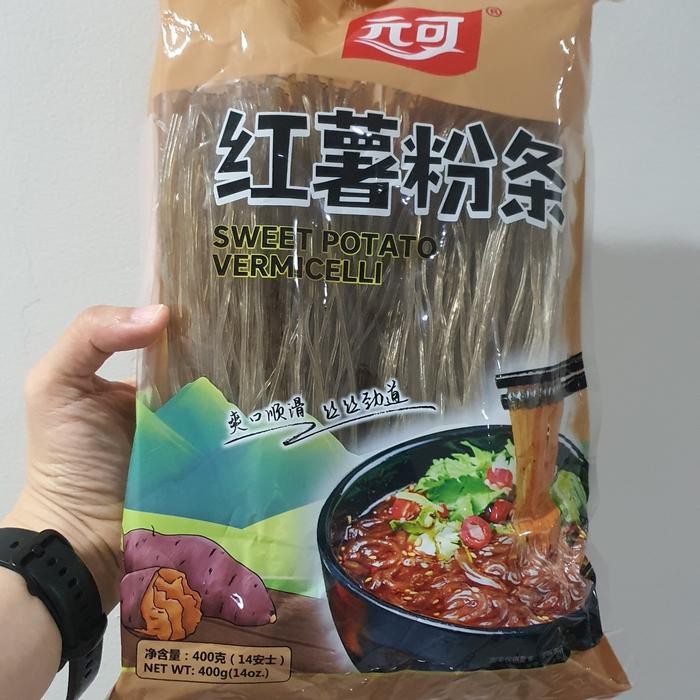 元可®
红薯粉条
SWEET POTATO
VERMICELLI
爽口顺滑 丝丝劲道
净含量：400克（14安士）
NET WT: 400g(14oz.)